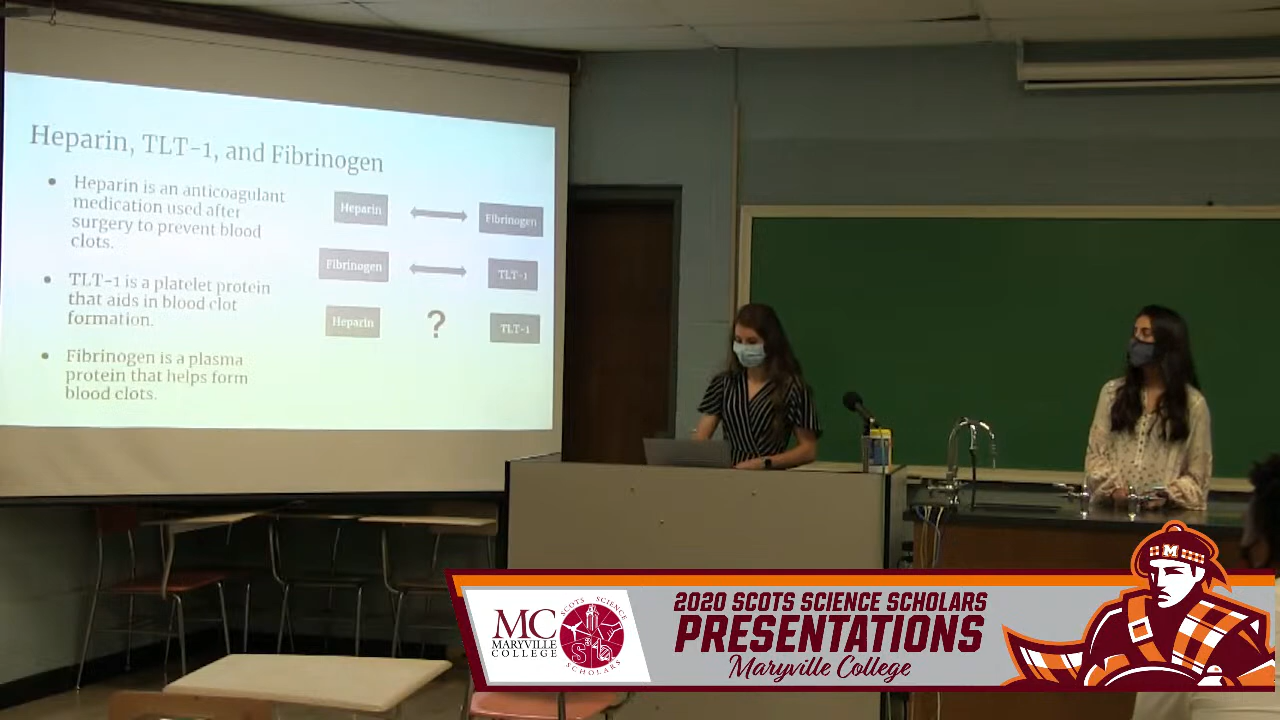 Heparin, TLT-1, and Fibrinogen
• Heparin is an anticoagulant
medication used after
surgery to prevent blood
clots.
• TLT-1 is a platelet protein
that aids in blood clot
formation.
• Fibrinogen is a plasma
protein that helps form
blood clots.
Heparin
Fibrinogen
Fibrinogen
TLT-1
Heparin
?
TLT-1
MC
MARYVILLE
COLLEGE
SCOTS SCIENCE
SCHOLARS
2020 SCOTS SCIENCE SCHOLARS
PRESENTATIONS
Maryville College
M